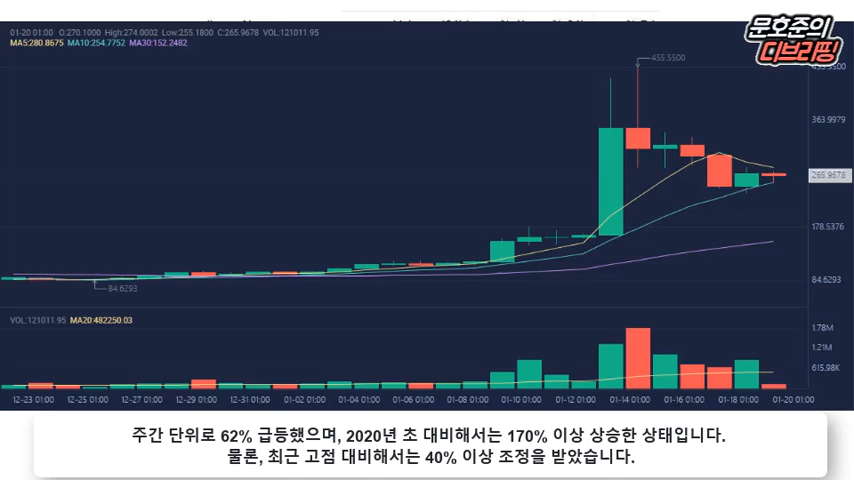 문호준의
디브리핑
01-20 01:00 O:270.1000 High:274.0002 Low:255.1800 C:265.9678 VOL:121011.95
MA5:280.8675 MA10:254.7752 MA30:152.2482
455.5500
363.9979
265.9678
178.5376
84.6293
84.6293
VOL:121011.95 MA20:482250.03
1.78M
1.21M
615.98K
12-23 01:00 12-25 01:00 12-27 01:00 12-29 01:00 12-31 01:00 01-02 01:00 01-04 01:00 01-06 01:00 01-08 01:00 01-10 01:00 01-12 01:00 01-14 01:00 01-16 01:00 01-18 01:00 01-20 01:00
주간 단위로 62% 급등했으며, 2020년 초 대비해서는 170% 이상 상승한 상태입니다.
물론, 최근 고점 대비해서는 40% 이상 조정을 받았습니다.